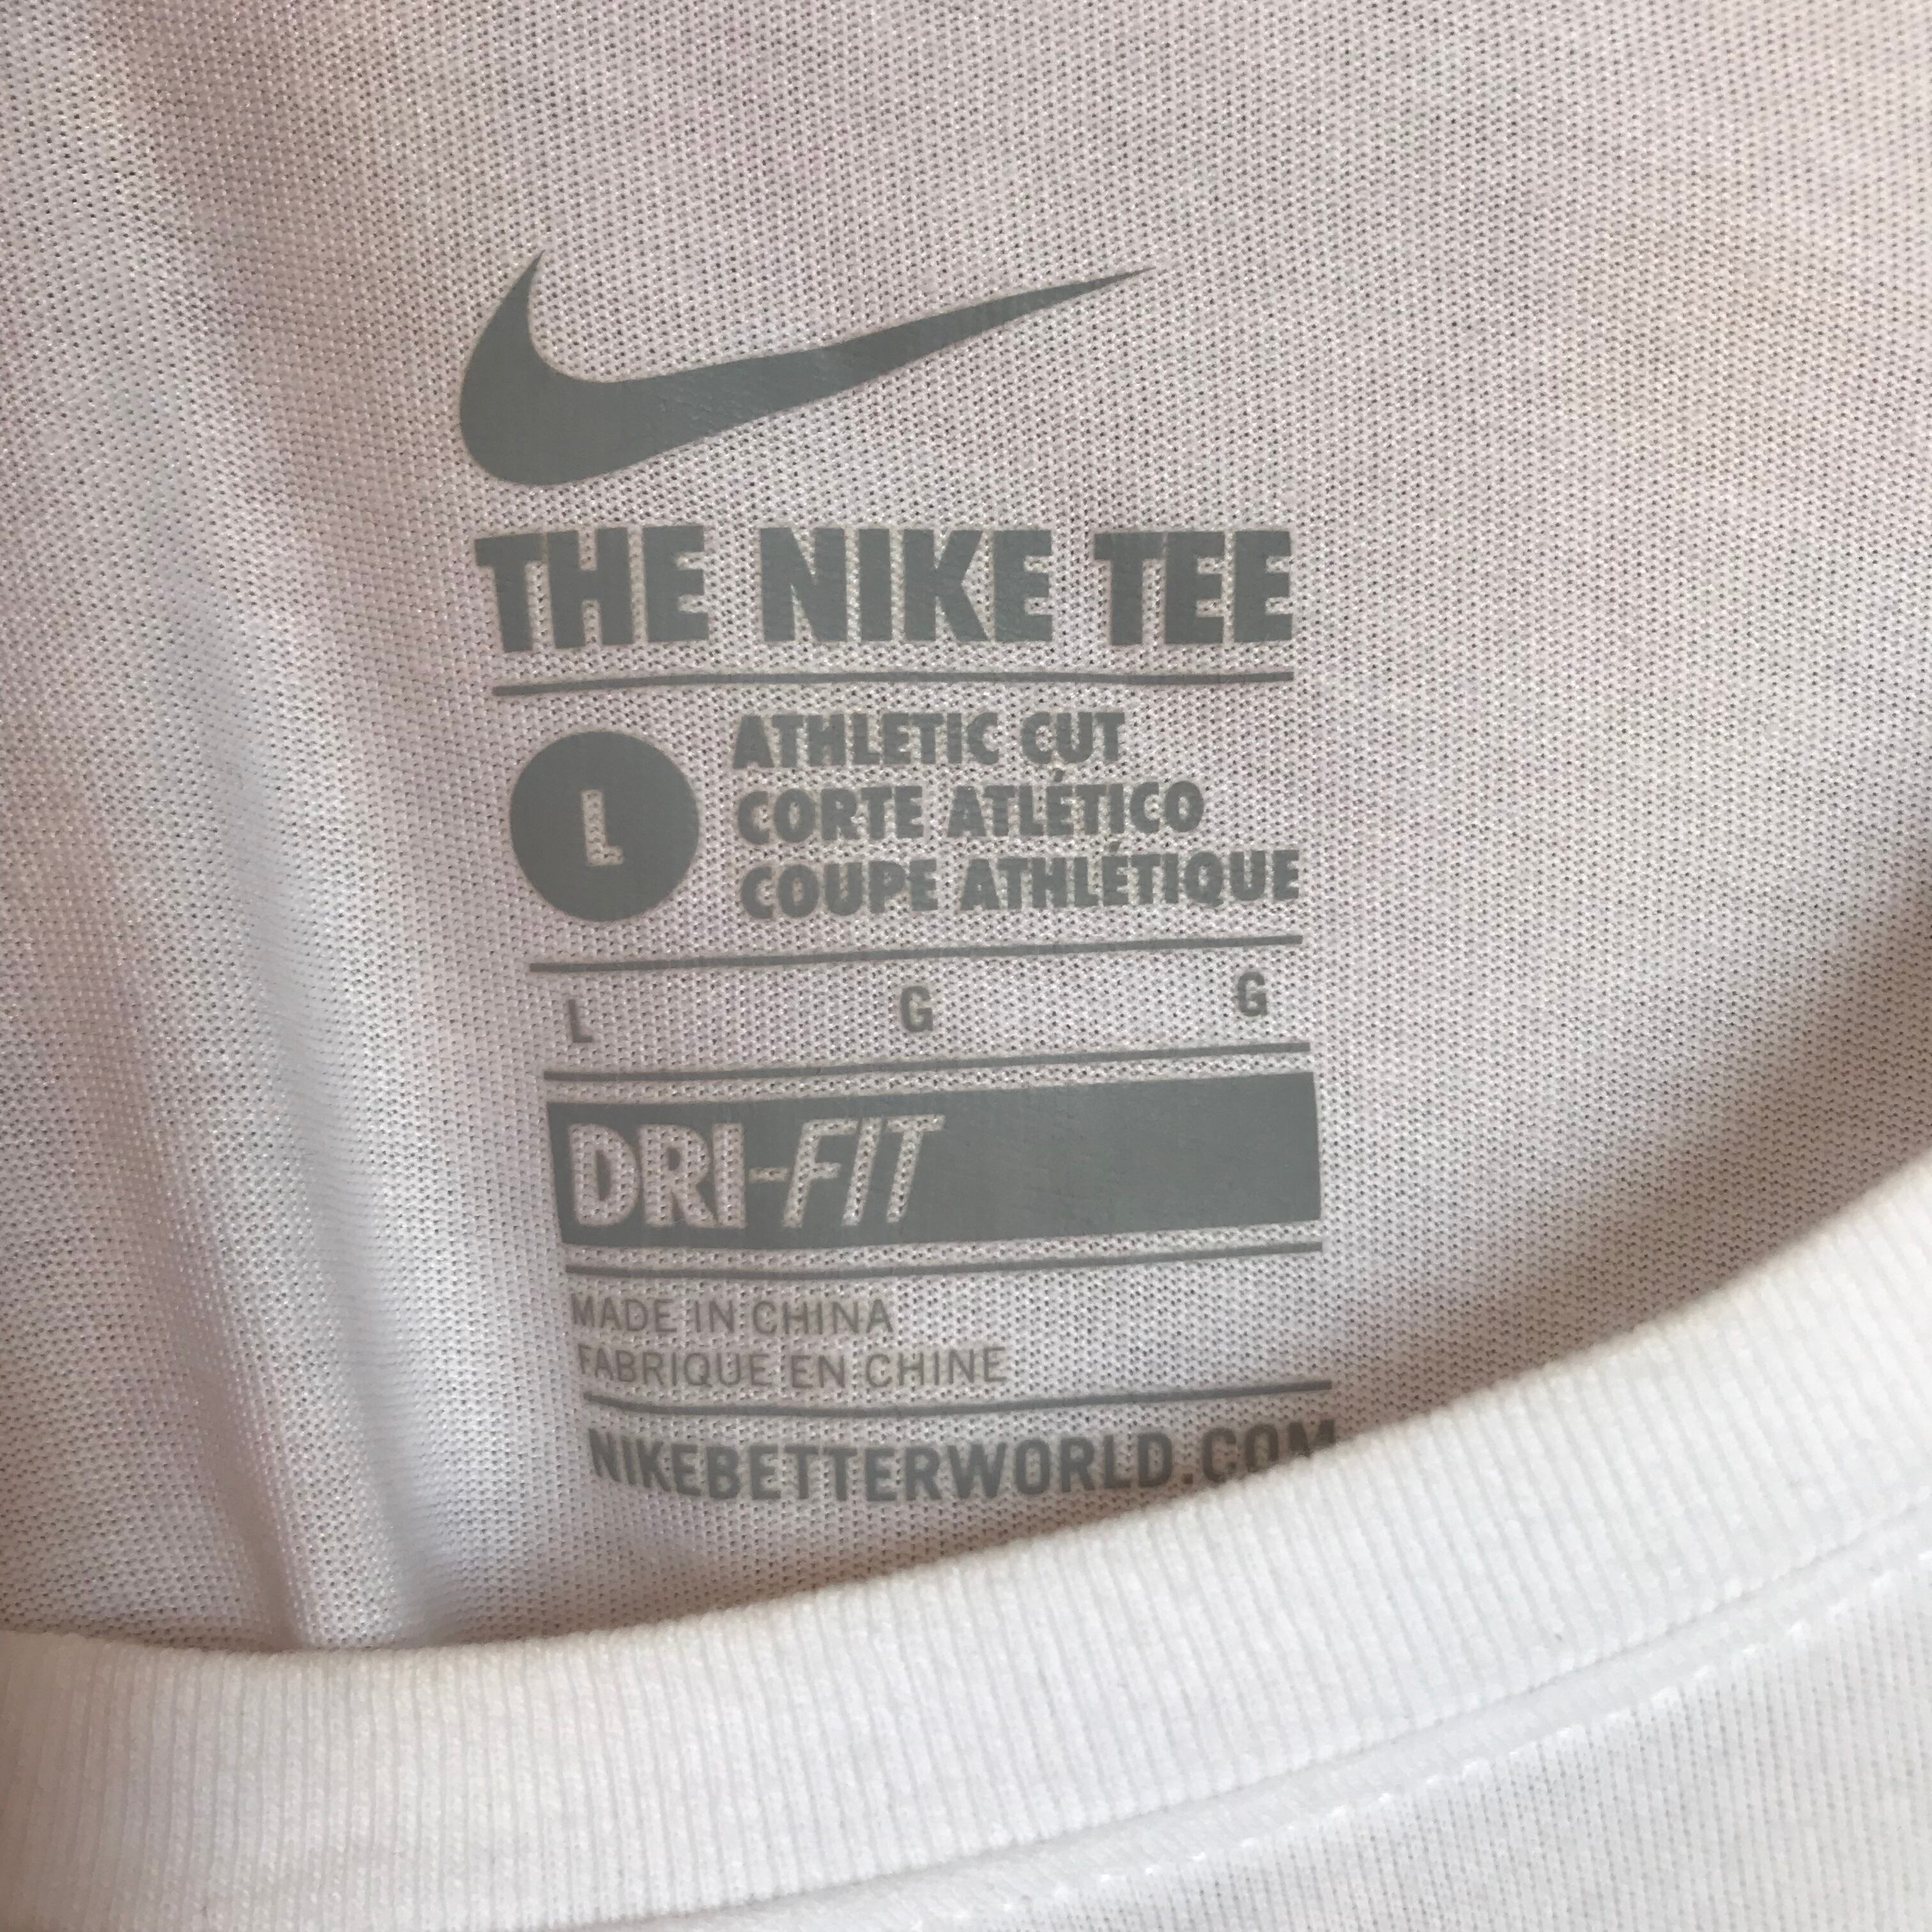 THE NIKE TEE
L
ATHLETIC CUT
CORTE ATLÉTICO
COUPE ATHLÉTIQUE
L G G
DRI-FIT
MADE IN CHINA
FABRIQUE EN CHINE
NIKEBETTERWORLD.COM